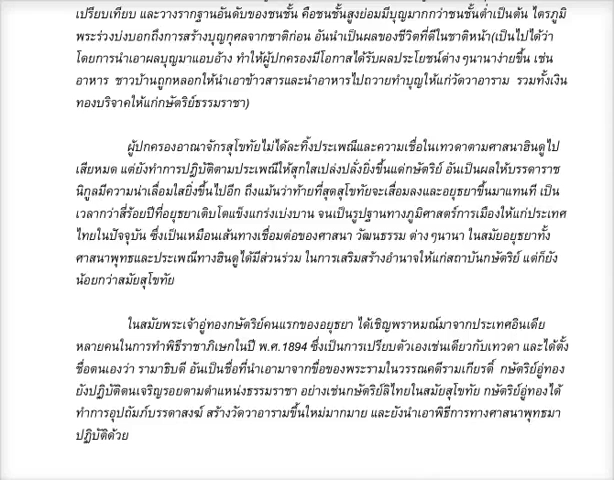 เปรียบเทียบ และวางรากฐานอันดับของชนชั้น คือชนชั้นสูงย่อมมีบุญมากกว่าชนชั้นต่ำเป็นต้น ไตรภูมิ
พระร่วงบ่งบอกถึงการสร้างบุญกุศลจากชาติก่อน อันนำเป็นผลของชีวิตที่ดีในชาติหน้า(เป็นไปได้ว่า
โดยการนำเอาผลบุญมาแอบอ้าง ทำให้ผู้ปกครองมีโอกาสได้รับผลประโยชน์ต่างๆนานาง่ายขึ้น เช่น
อาหาร ชาวบ้านถูกหลอกให้นำเอาข้าวสารและนำอาหารไปถวายทำบุญให้แก่วัดวาอาราม รวมทั้งเงิน
ทองบริจาคให้แก่กษัตริย์ธรรมราชา)
ผู้ปกครองอาณาจักรสุโขทัยไม่ได้ละทิ้งประเพณีและความเชื่อในเทวดาตามศาสนาฮินดูไป
เสียหมด แต่ยังทำการปฏิบัติตามประเพณีให้สุกใสเปล่งปลั่งยิ่งขึ้นแด่กษัตริย์ อันเป็นผลให้บรรดาราช
นิกูลมีความน่าเลื่อมใสยิ่งขึ้นไปอีก ถึงแม้นว่าท้ายที่สุดสุโขทัยจะเสื่อมลงและอยุธยาขึ้นมาแทนที่ เป็น
เวลากว่าสี่ร้อยปีที่อยุธยาเติบโตแข็งแกร่งเบ่งบาน จนเป็นรูปฐานทางภูมิศาสตร์การเมืองให้แก่ประเทศ
ไทยในปัจจุบัน ซึ่งเป็นเหมือนเส้นทางเชื่อมต่อของศาสนา วัฒนธรรม ต่างๆนานา ในสมัยอยุธยาทั้ง
ศาสนาพุทธและประเพณีทางฮินดูได้มีส่วนร่วม ในการเสริมสร้างอำนาจให้แก่สถาบันกษัตริย์ แต่ก็ยัง
น้อยกว่าสมัยสุโขทัย
ในสมัยพระเจ้าอู่ทองกษัตริย์คนแรกของอยุธยา ได้เชิญพราหมณ์มาจากประเทศอินเดีย
หลายคนในการทำพิธีราชาภิเษกในปี พ.ศ.1894 ซึ่งเป็นการเปรียบตัวเองเช่นเดียวกับเทวดา และได้ตั้ง
ชื่อตนเองว่า รามาธิบดี อันเป็นชื่อที่นำเอามาจากชื่อของพระรามในวรรณคดีรามเกียรติ์ กษัตริย์อู่ทอง
ยังปฏิบัติตนเจริญรอยตามตำแหน่งธรรมราชา อย่างเช่นกษัตริย์ลิไทยในสมัยสุโขทัย กษัตริย์อู่ทองได้
ทำการอุปถัมภ์บรรดาสงฆ์ สร้างวัดวาอารามขึ้นใหม่มากมาย และยังนำเอาพิธีการทางศาสนาพุทธมา
ปฏิบัติด้วย